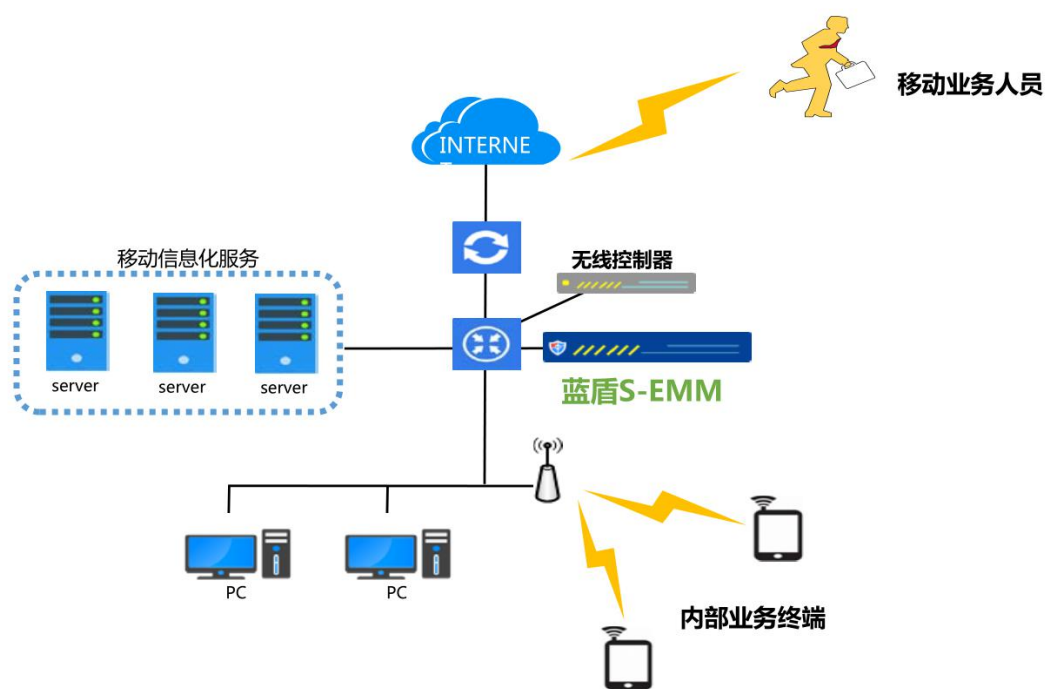 移动业务人员
INTERNE
T
移动信息化服务
无线控制器
server
server
server
蓝盾S-EMM
PC
PC
内部业务终端